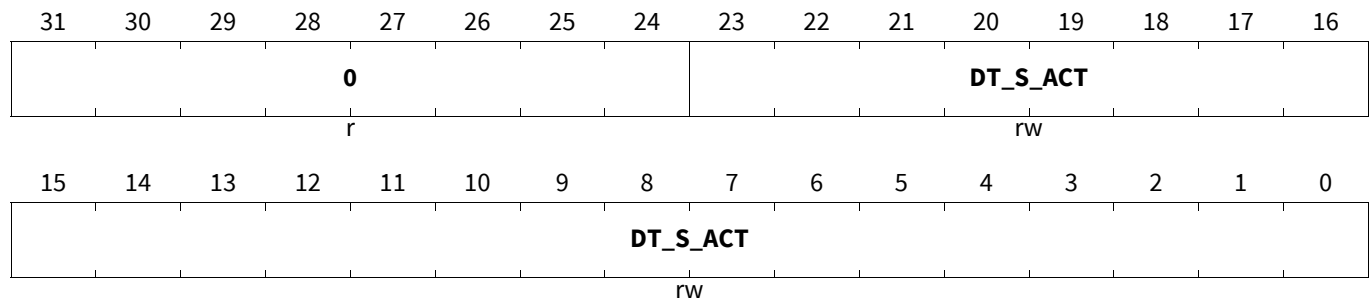 31 30 29 28 27 26 25 24 23 22 21 20 19 18 17 16
0 DT_S_ACT
r rw
15 14 13 12 11 10 9 8 7 6 5 4 3 2 1 0
DT_S_ACT
rw